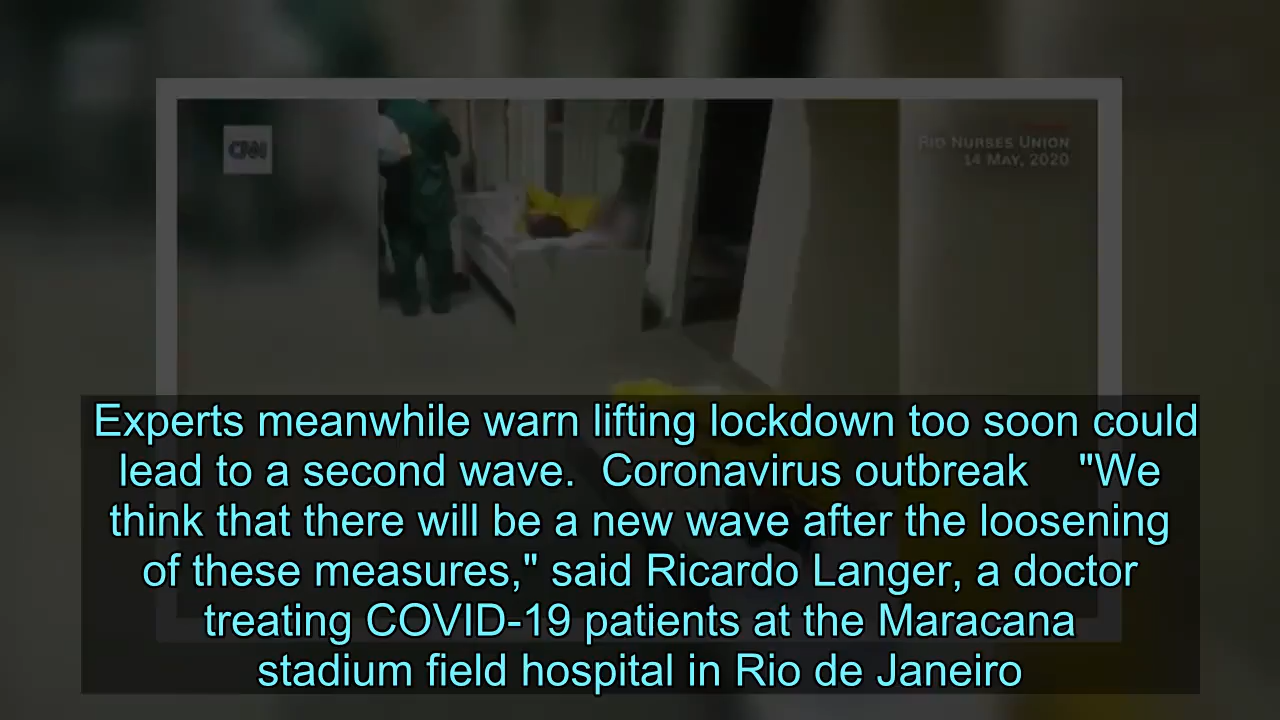 CNN
RIO NURSES UNION
14 MAY, 2020
Experts meanwhile warn lifting lockdown too soon could
lead to a second wave.  Coronavirus outbreak    "We
think that there will be a new wave after the loosening
of these measures," said Ricardo Langer, a doctor
treating COVID-19 patients at the Maracana
stadium field hospital in Rio de Janeiro